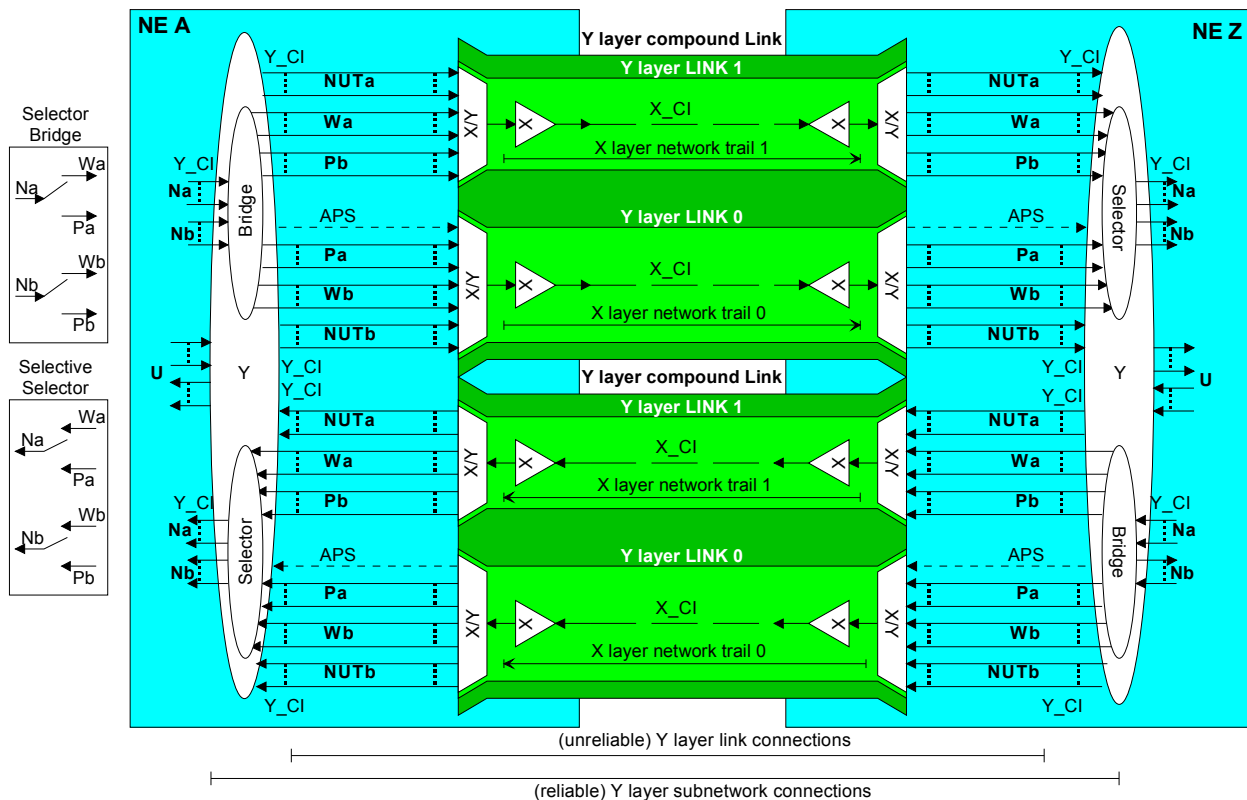 NE A
NE Z
Y layer compound Link
Y layer LINK 1
Y_CI
NUTa
Wa
Pb
X/Y
X
X_CI
X
X/Y
X layer network trail 1
Y_CI
NUTa
Wa
Pb
Selector
Bridge
Wa
Na
Pa
Wb
Nb
Pb
Y_CI
Na
Nb
Bridge
Y layer LINK 0
APS
Pa
Wb
NUTb
Y_CI
X/Y
X
X_CI
X
X/Y
X layer network trail 0
APS
Pa
Wb
NUTb
Y_CI
Selector
Y_CI
Na
Nb
U
Y
Y
U
Selective
Selector
Wa
Na
Pa
Wb
Nb
Pb
Y layer compound Link
Y layer LINK 1
Y_CI
NUTa
Wa
Pb
X/Y
X
X_CI
X
X/Y
X layer network trail 1
NUTa
Wa
Pb
Y_CI
Na
Nb
Selector
Y layer LINK 0
APS
Pa
Wb
NUTb
Y_CI
X/Y
X
X_CI
X
X/Y
X layer network trail 0
APS
Pa
Wb
NUTb
Y_CI
Bridge
Y_CI
Na
Nb
(unreliable) Y layer link connections
(reliable) Y layer subnetwork connections